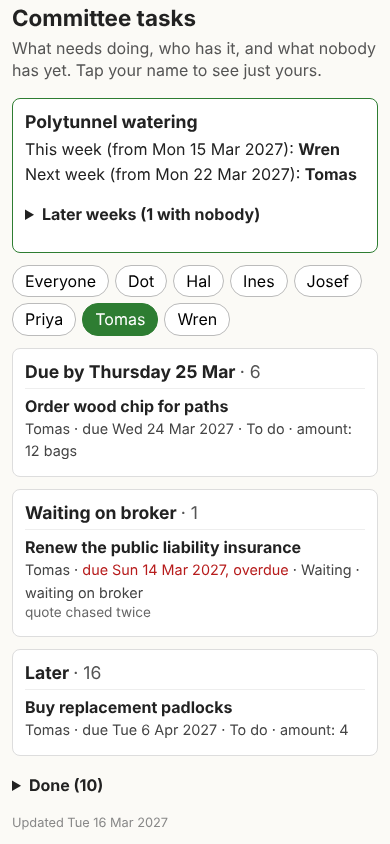 Committee tasks
What needs doing, who has it, and what nobody
has yet. Tap your name to see just yours.
Polytunnel watering
This week (from Mon 15 Mar 2027): Wren
Next week (from Mon 22 Mar 2027): Tomas
Later weeks (1 with nobody)
Everyone Dot Hal Ines Josef
Priya Tomas Wren
Due by Thursday 25 Mar · 6
Order wood chip for paths
Tomas · due Wed 24 Mar 2027 · To do · amount:
12 bags
Waiting on broker · 1
Renew the public liability insurance
Tomas · due Sun 14 Mar 2027, overdue · Waiting ·
waiting on broker
quote chased twice
Later · 16
Buy replacement padlocks
Tomas · due Tue 6 Apr 2027 · To do · amount: 4
Done (10)
Updated Tue 16 Mar 2027